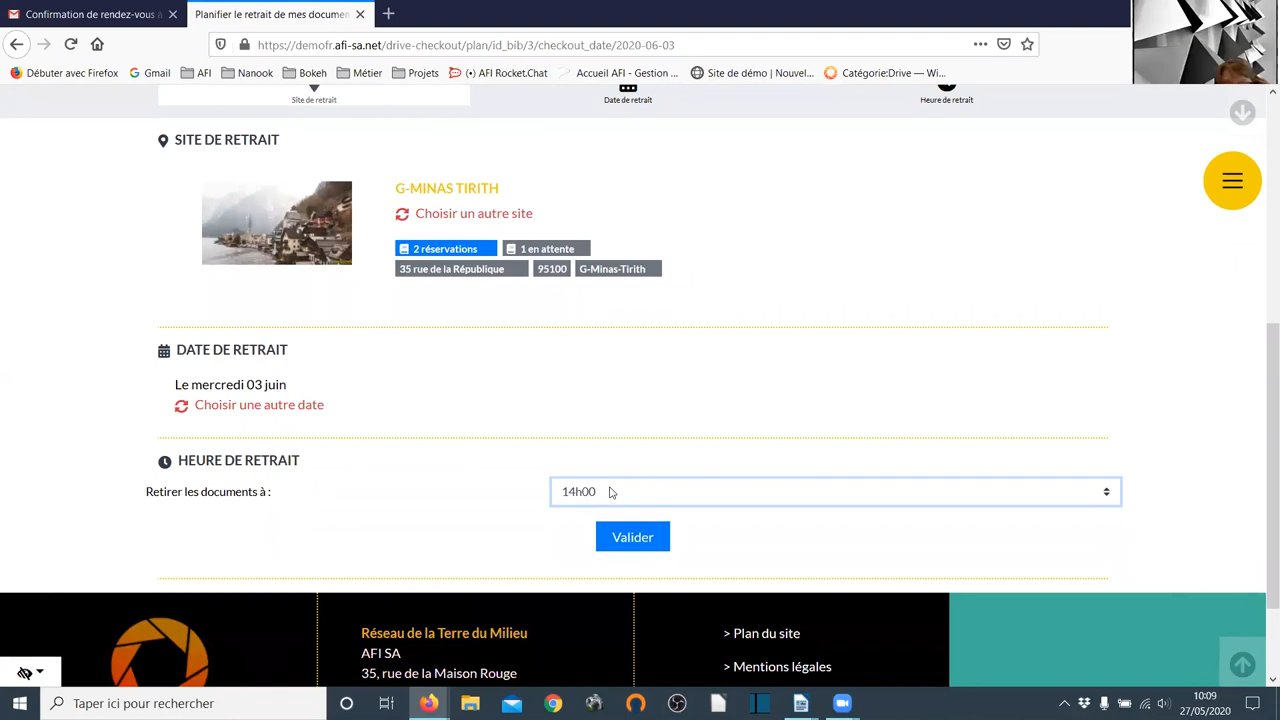 Confirmation de rendez-vous à
Planifier le retrait de mes documen
https://demofr.afi-sa.net/drive-checkout/plan/id_bib/3/checkout_date/2020-06-03
Débuter avec Firefox
Gmail
AFI
Nanook
Bokeh
Métier
Projets
(•) AFI Rocket.Chat
Accueil AFI - Gestion ...
Site de démo | Nouvel...
Catégorie:Drive — Wi...
Site de retrait
Date de retrait
Heure de retrait
SITE DE RETRAIT
G-MINAS TIRITH
Choisir un autre site
2 réservations
1 en attente
35 rue de la République
95100
G-Minas-Tirith
DATE DE RETRAIT
Le mercredi 03 juin
Choisir une autre date
HEURE DE RETRAIT
Retirer les documents à :
14h00
Valider
Réseau de la Terre du Milieu
AFI SA
35, rue de la Maison Rouge
> Plan du site
> Mentions légales
Taper ici pour rechercher
10:09
27/05/2020